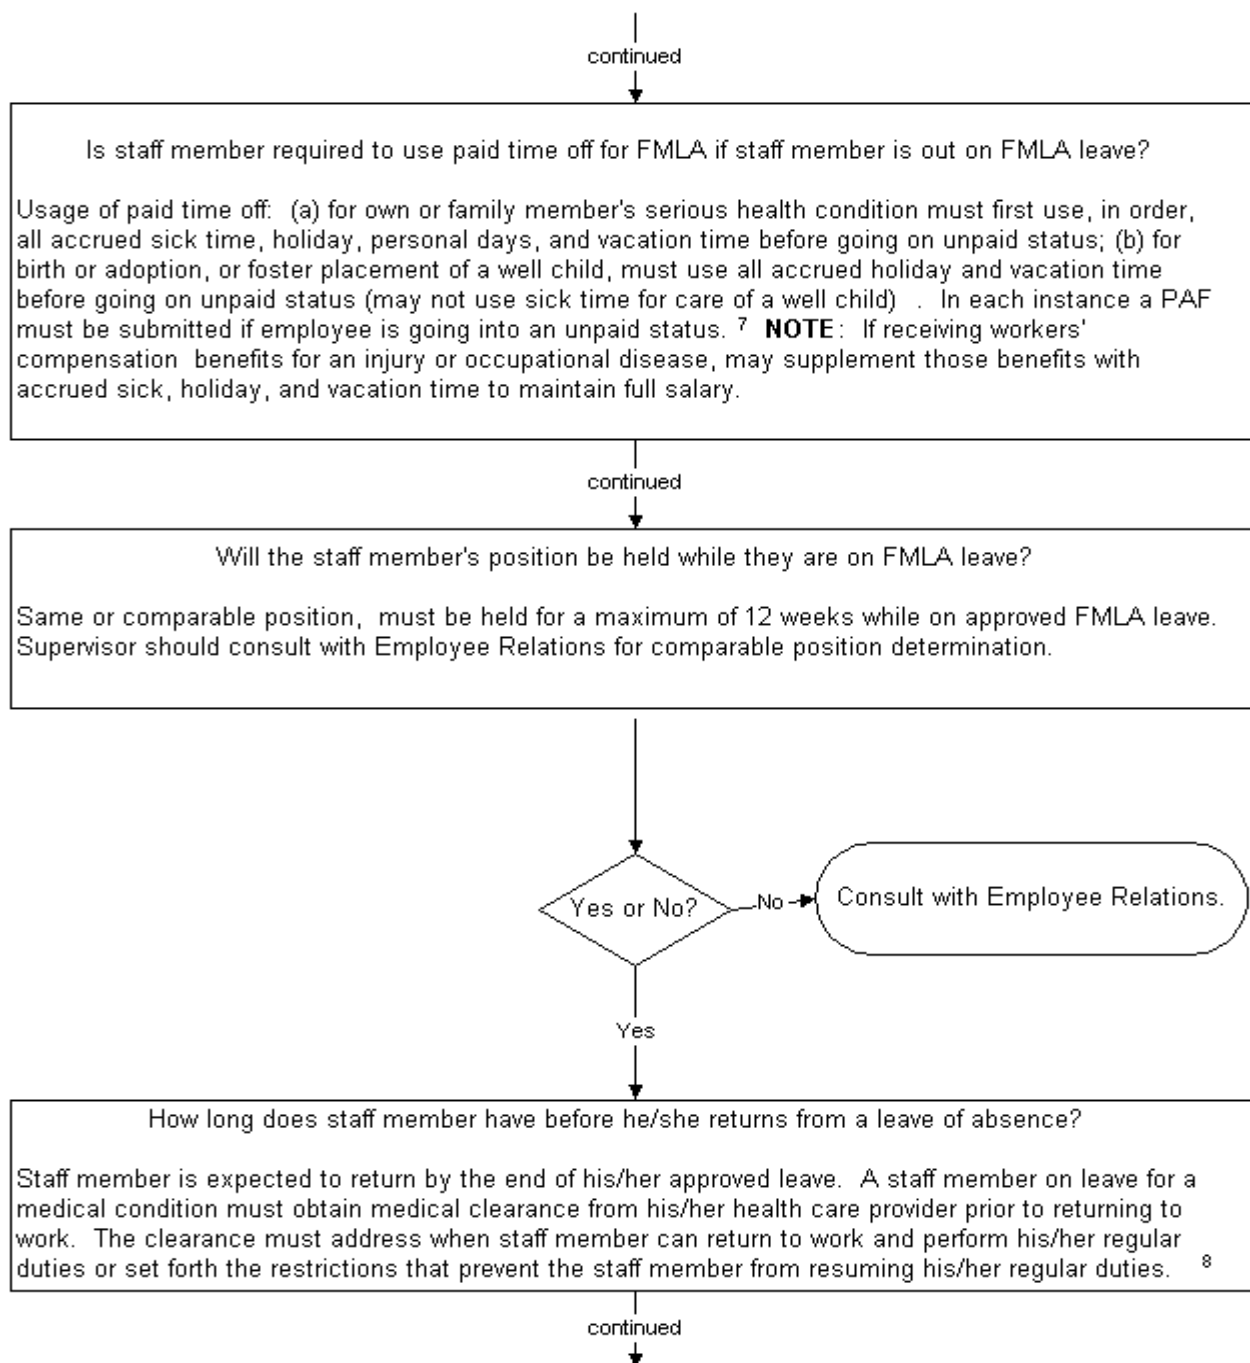 continued
Is staff member required to use paid time off for FMLA if staff member is out on FMLA leave?
Usage of paid time off:  (a) for own or family member's serious health condition must first use, in order,
all accrued sick time, holiday, personal days, and vacation time before going on unpaid status; (b) for
birth or adoption, or foster placement of a well child, must use all accrued holiday and vacation time
before going on unpaid status (may not use sick time for care of a well child)  .  In each instance a PAF
must be submitted if employee is going into an unpaid status. 7  NOTE:  If receiving workers'
compensation  benefits for an injury or occupational disease, may supplement those benefits with
accrued sick, holiday, and vacation time to maintain full salary.
continued
Will the staff member's position be held while they are on FMLA leave?
Same or comparable position,  must be held for a maximum of 12 weeks while on approved FMLA leave.
Supervisor should consult with Employee Relations for comparable position determination.
Yes or No?
No
Consult with Employee Relations.
Yes
How long does staff member have before he/she returns from a leave of absence?
Staff member is expected to return by the end of his/her approved leave.  A staff member on leave for a
medical condition must obtain medical clearance from his/her health care provider prior to returning to
work.  The clearance must address when staff member can return to work and perform his/her regular
duties or set forth the restrictions that prevent the staff member from resuming his/her regular duties.   8
continued